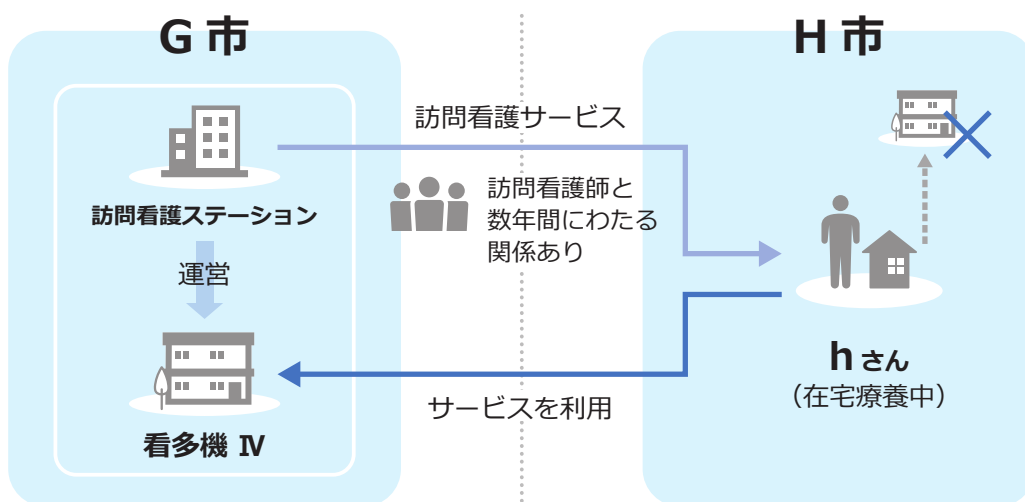 G 市
H 市
訪問看護サービス
訪問看護師と
数年間にわたる
関係あり
訪問看護ステーション
運営
看多機 Ⅳ
サービスを利用
h さん
（在宅療養中）